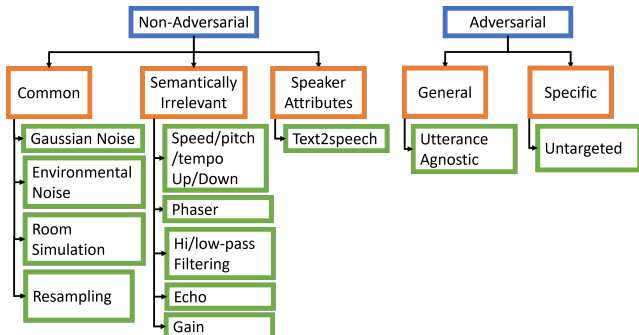 Non-Adversarial
Adversarial
Common
Semantically
Irrelevant
Speaker
Attributes
General
Specific
Gaussian Noise
Environmental
Noise
Room
Simulation
Resampling
Speed/pitch
/tempo
Up/Down
Phaser
Hi/low-pass
Filtering
Echo
Gain
Text2speech
Utterance
Agnostic
Untargeted